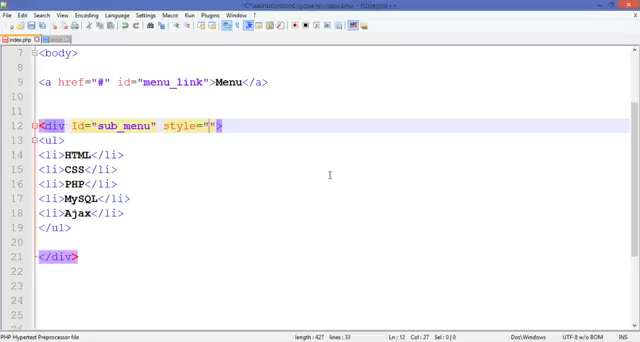 Edit Search View Encoding Language Settings Macro Run Plugins Window ?
index.php
7 <body>
8
9 <a href="#" id="menu_link">Menu</a>
10
11
12 <div Id="sub_menu" style="">
13 <ul>
14 <li>HTML</li>
15 <li>CSS</li>
16 <li>PHP</li>
17 <li>MySQL</li>
18 <li>Ajax</li>
19 </ul>
20
21 </div>
22
23
24
25
26
PHP Hypertext Preprocessor file length : 427 lines : 33 Ln : 12 Col : 27 Sel : 0 | 0 Dos\Windows UTF-8 w/o BOM INS